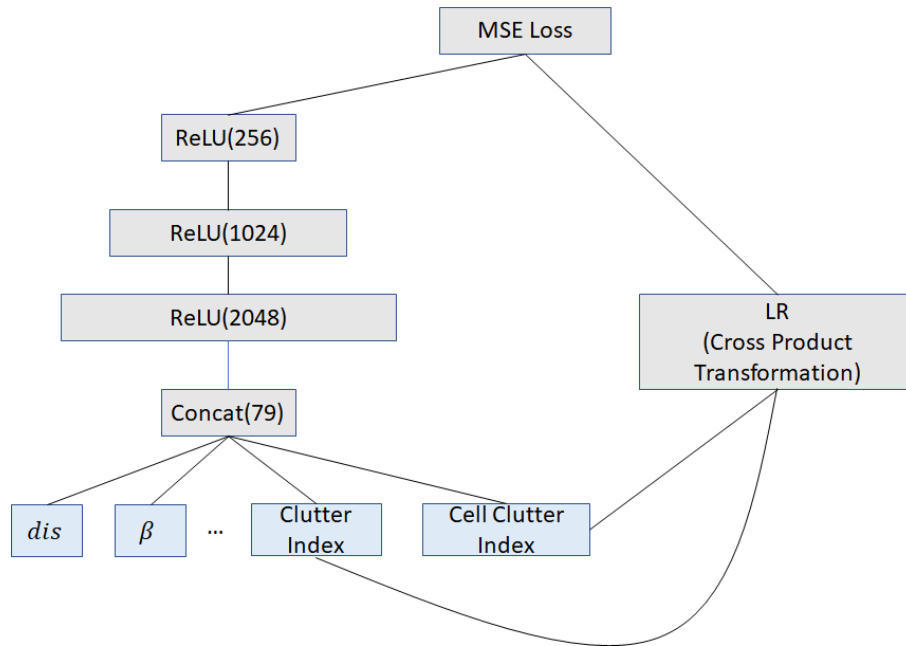 MSE Loss
ReLU(256)
ReLU(1024)
ReLU(2048)
LR
(Cross Product
Transformation)
Concat(79)
dis
β
...
Clutter
Index
Cell Clutter
Index